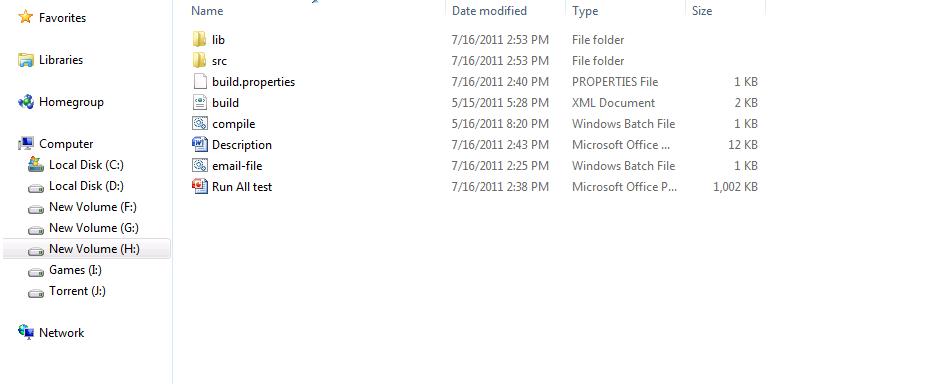 Favorites
Libraries
Homegroup
Computer
Local Disk (C:)
Local Disk (D:)
New Volume (F:)
New Volume (G:)
New Volume (H:)
Games (I:)
Torrent (J:)
Network
Name Date modified Type Size
lib 7/16/2011 2:53 PM File folder
src 7/16/2011 2:53 PM File folder
build.properties 7/16/2011 2:40 PM PROPERTIES File 1 KB
build 5/15/2011 5:28 PM XML Document 2 KB
compile 5/16/2011 8:20 PM Windows Batch File 1 KB
Description 7/16/2011 2:43 PM Microsoft Office ... 12 KB
email-file 7/16/2011 2:25 PM Windows Batch File 1 KB
Run All test 7/16/2011 2:38 PM Microsoft Office P... 1,002 KB